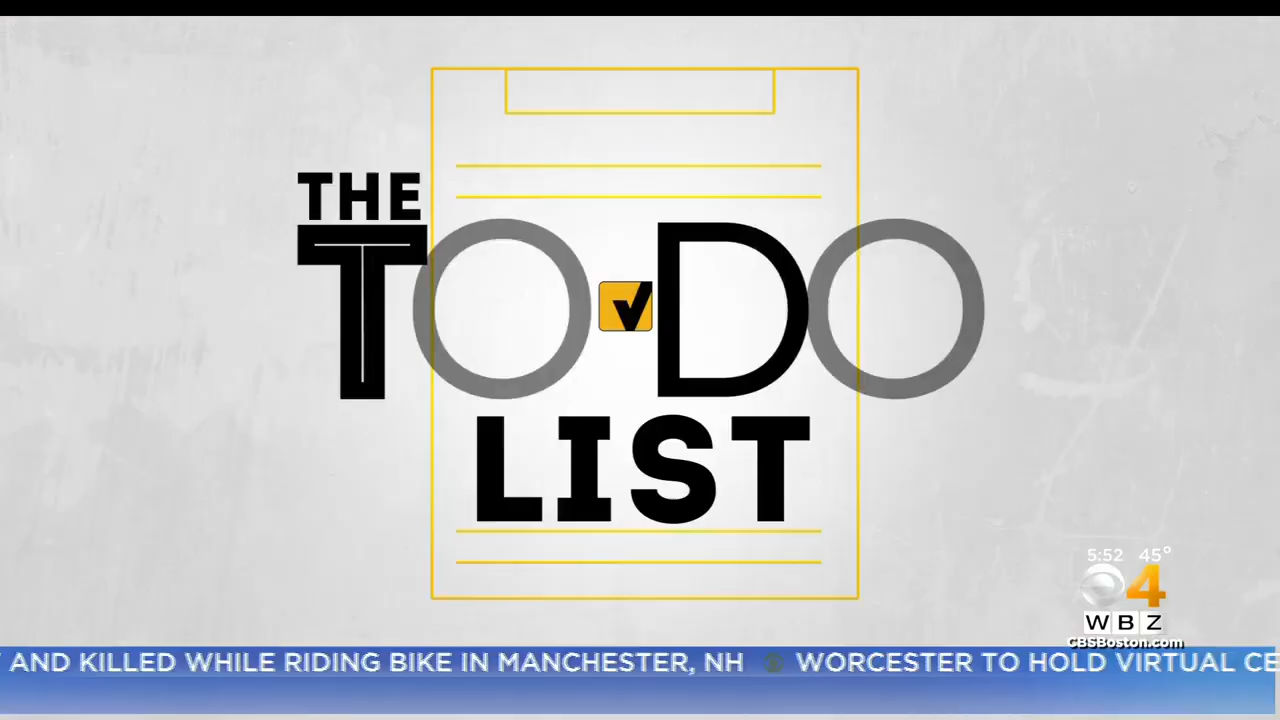 THE
TO DO
LIST
5:52 45°
4
WBZ
CBSBoston.com
AND KILLED WHILE RIDING BIKE IN MANCHESTER, NH WORCESTER TO HOLD VIRTUAL